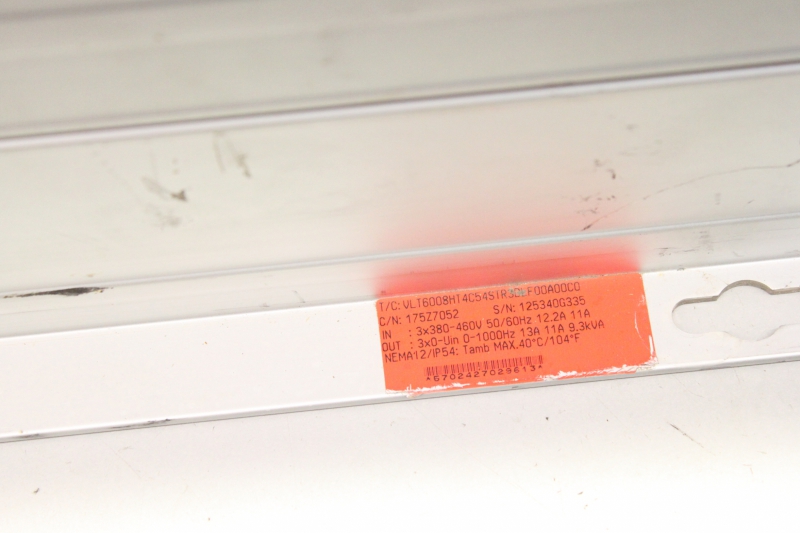 T/C: VLT6008HT4C54STR3DLF00A00C0
C/N: 175Z7052 S/N: 125340G335
IN : 3x380-460V 50/60Hz 12.2A 11A
OUT : 3x0-Uin 0-1000Hz 13A 11A 9.3kVA
NEMA12/IP54: Tamb MAX.40°C/104°F
*6702427029613*